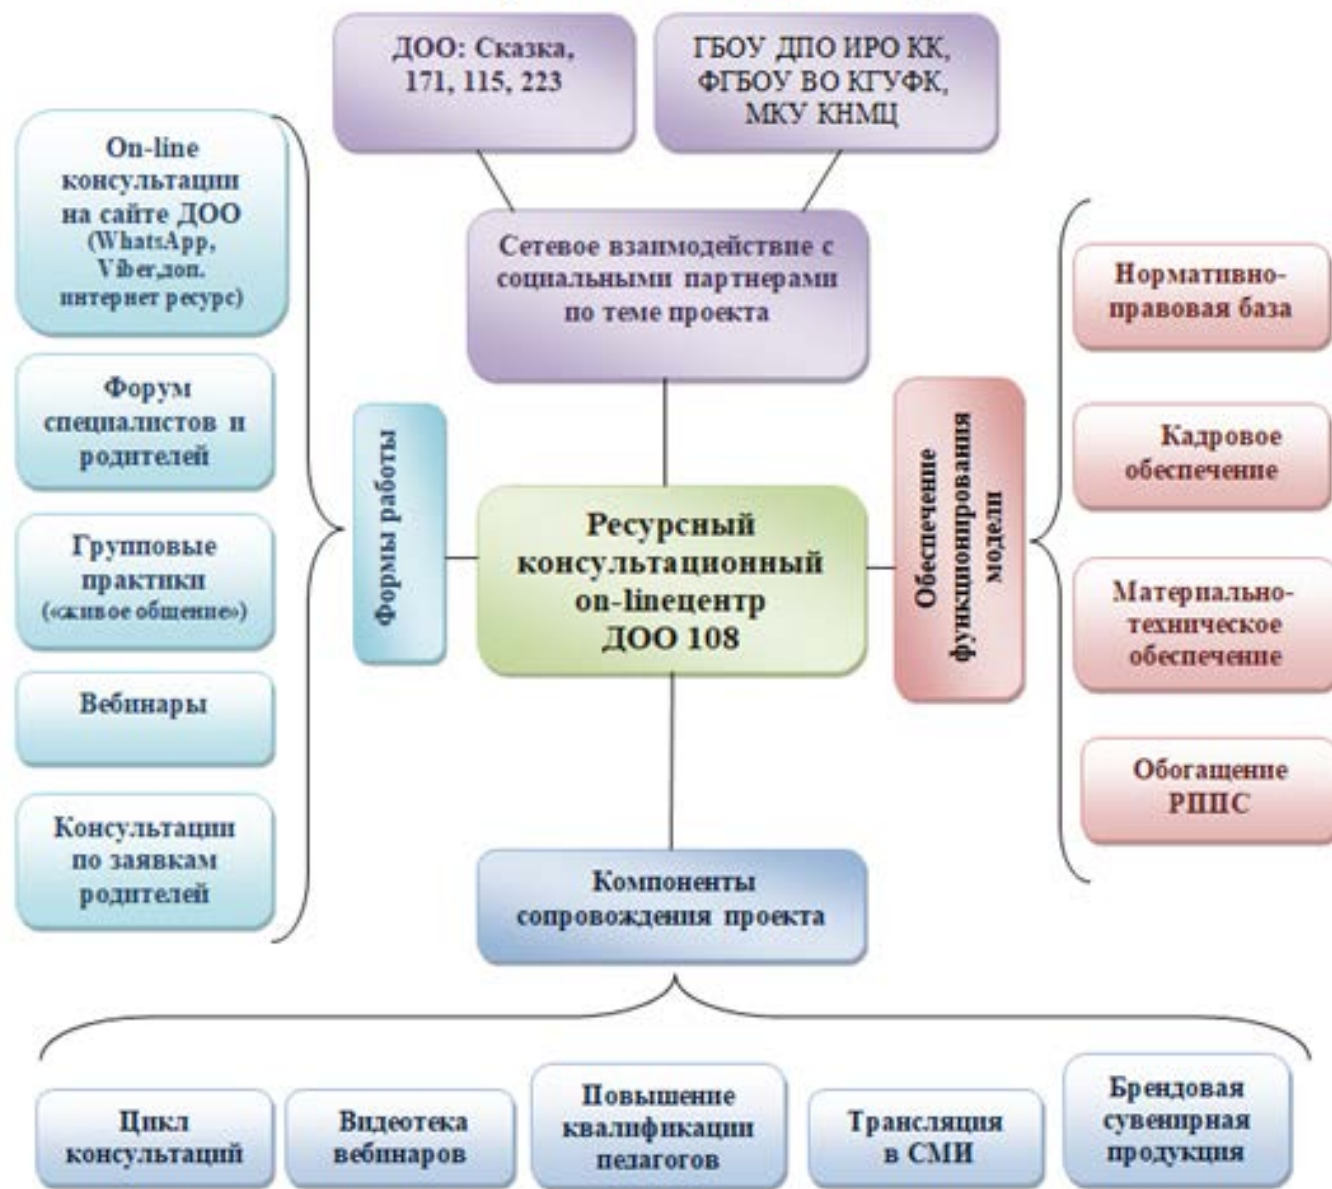 ДОО: Сказка,
171, 115, 223
ГБОУ ДПО ИРО КК,
ФГБОУ ВО КГУФК,
МКУ КНМЦ
On-line
консультации
на сайте ДОО
(WhatsApp,
Viber,доп.
интернет ресурс)
Форум
специалистов и
родителей
Групповые
практики
(«живое общение»)
Вебинары
Консультации
по заявкам
родителей
Формы работы
Сетевое взаимодействие с
социальными партнерами
по теме проекта
Ресурсный
консультационный
on-lineцентр
ДОО 108
Обеспечение
функционирования
модели
Нормативно-
правовая база
Кадровое
обеспечение
Материально-
техническое
обеспечение
Обогащение
РППС
Компоненты
сопровождения проекта
Цикл
консультаций
Видеотека
вебинаров
Повышение
квалификации
педагогов
Трансляция
в СМИ
Брендовая
сувенирная
продукция